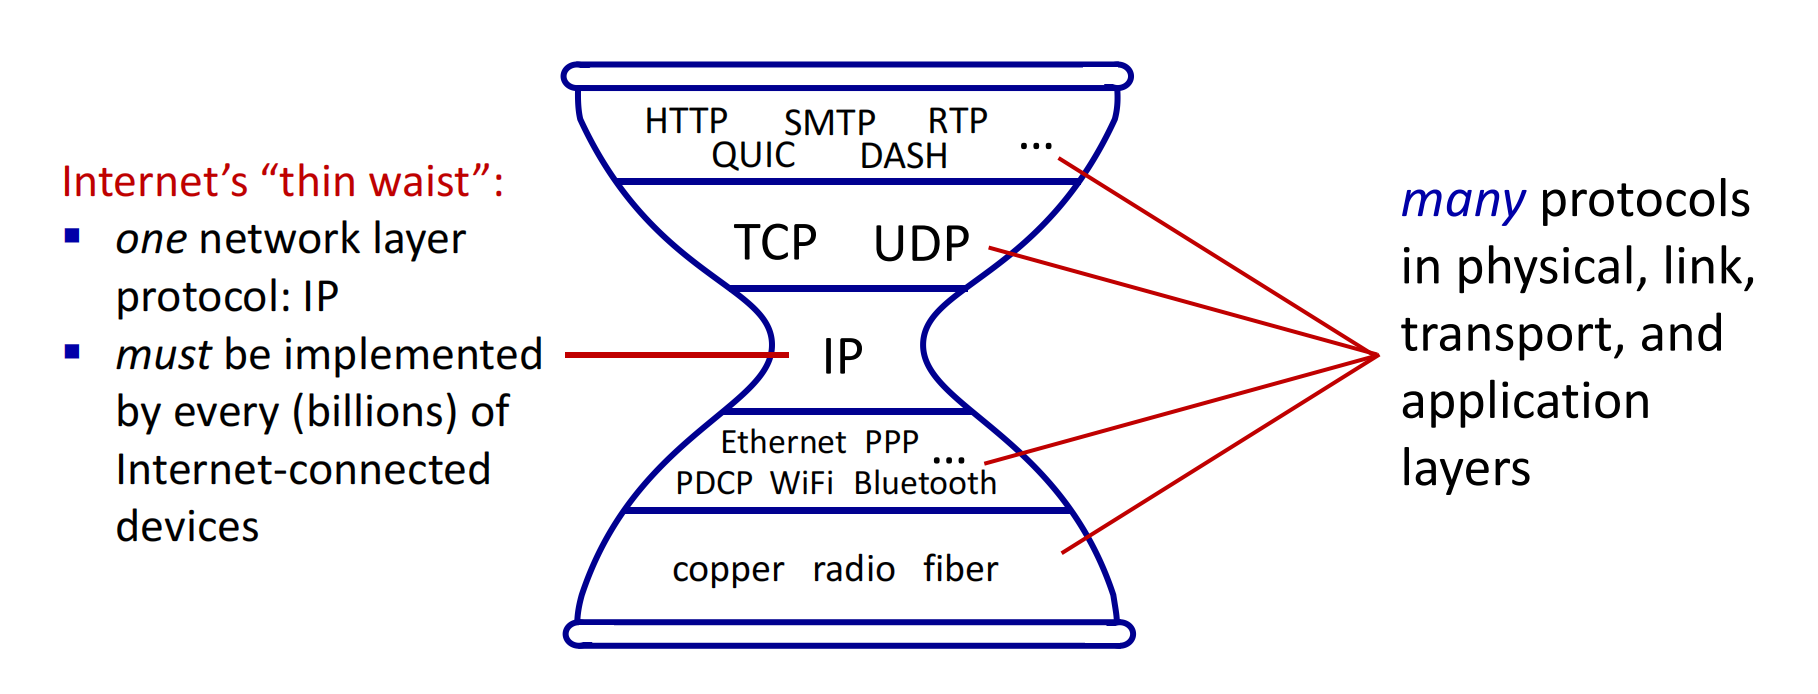 Internet's “thin waist”:
▪ one network layer
protocol: IP
▪ must be implemented
by every (billions) of
Internet-connected
devices
HTTP SMTP RTP
QUIC DASH ...
TCP UDP
IP
Ethernet PPP ...
PDCP WiFi Bluetooth
copper radio fiber
many protocols
in physical, link,
transport, and
application
layers